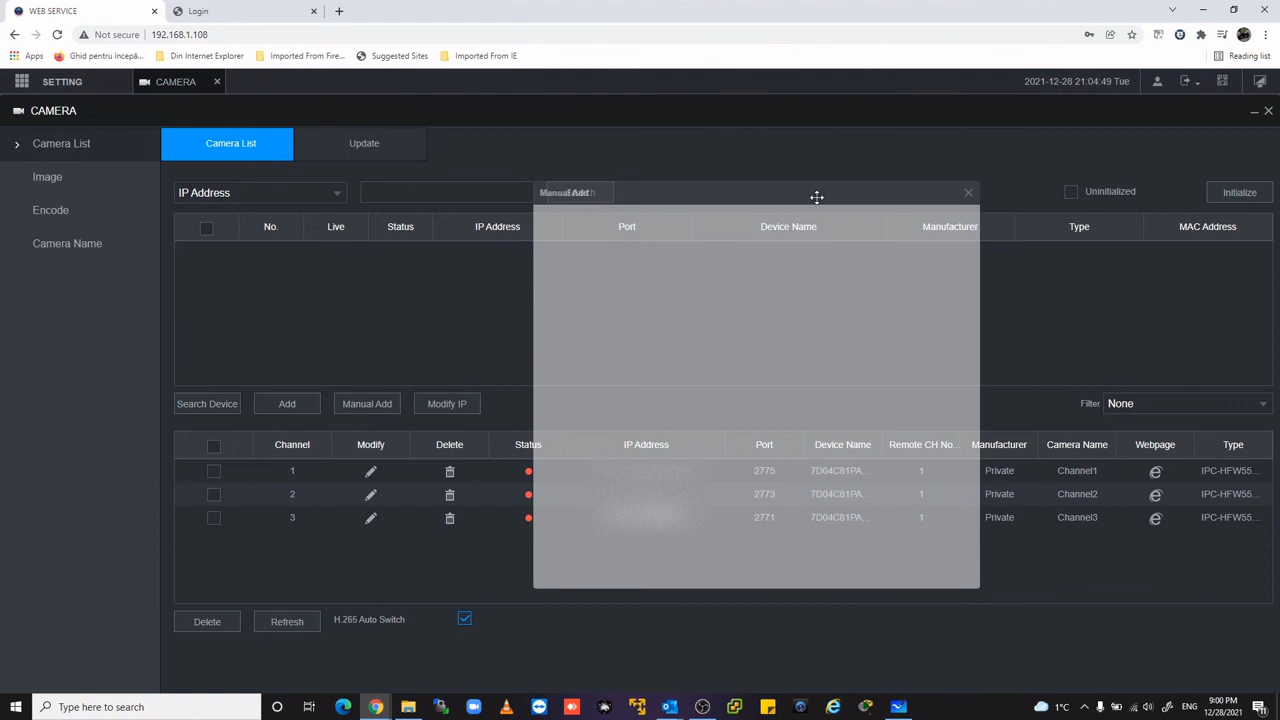 WEB SERVICE
Login
Not secure
192.168.1.108
Apps
Ghid pentru începă...
Din Internet Explorer
Imported From Fire...
Suggested Sites
Imported From IE
Reading list
SETTING
CAMERA
2021-12-28 21:04:49 Tue
CAMERA
Camera List
Image
Encode
Camera Name
Camera List
Update
IP Address
Manual Add
Uninitialized
Initialize
No.
Live
Status
IP Address
Port
Device Name
Manufacturer
Type
MAC Address
Search Device
Add
Manual Add
Modify IP
Filter
None
Channel
Modify
Delete
Status
IP Address
Port
Device Name
Remote CH No...
Manufacturer
Camera Name
Webpage
Type
1
2775
7D04C81PA...
1
Private
Channel1
IPC-HFW55...
2
2773
7D04C81PA...
1
Private
Channel2
IPC-HFW55...
3
2771
7D04C81PA...
1
Private
Channel3
IPC-HFW55...
Delete
Refresh
H.265 Auto Switch
Type here to search
1°C
9:00 PM
12/28/2021